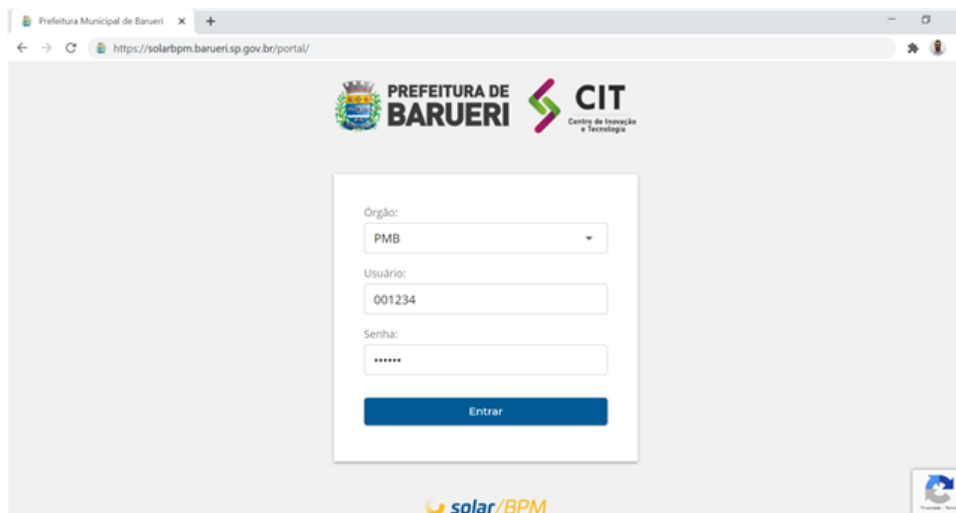 Prefeitura Municipal de Barueri
https://solarbpm.barueri.sp.gov.br/portal/
PREFEITURA DE
BARUERI
CIT
Centro de Inovação
e Tecnologia
Órgão:
PMB
Usuário:
001234
Senha:
••••••
Entrar
solar/BPM